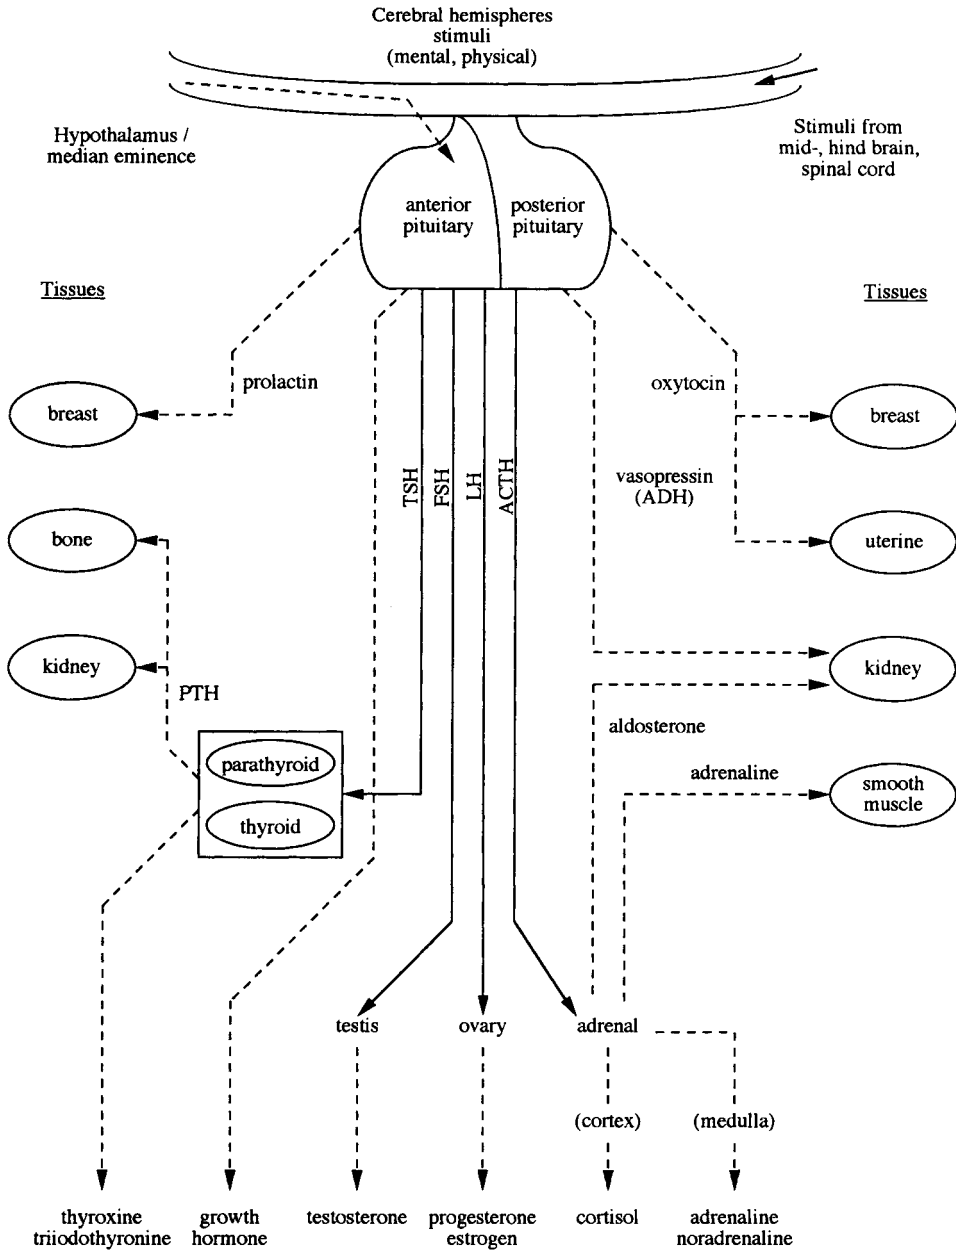 Cerebral hemispheres
stimuli
(mental, physical)
Hypothalamus /
median eminence
Stimuli from
mid-, hind brain,
spinal cord
anterior
pituitary
posterior
pituitary
Tissues
Tissues
prolactin
oxytocin
breast
breast
TSH
FSH
LH
ACTH
vasopressin
(ADH)
bone
uterine
kidney
kidney
PTH
aldosterone
parathyroid
adrenaline
smooth
muscle
thyroid
testis
ovary
adrenal
(cortex)
(medulla)
thyroxine
triiodothyronine
growth
hormone
testosterone
progesterone
estrogen
cortisol
adrenaline
noradrenaline